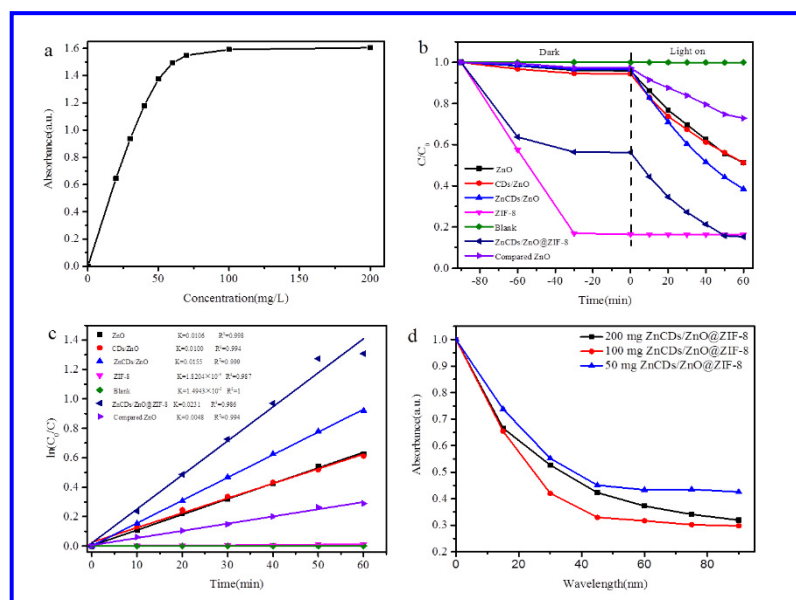 a
Absorbance(a.u.)
1.6
1.4
1.2
1.0
0.8
0.6
0.4
0.2
0.0
0
50
100
150
200
Concentration(mg/L)
b
Dark
Light on
C/C₀
1.0
0.8
0.6
0.4
0.2
0.0
ZnO
CDs/ZnO
ZnCDs/ZnO
ZIF-8
Blank
ZnCDs/ZnO@ZIF-8
Compared ZnO
-80 -60 -40 -20 0 20 40 60
Time(min)
c
ln(C₀/C)
1.4
1.2
1.0
0.8
0.6
0.4
0.2
0.0
ZnO K=0.0106 R²=0.998
CDs/ZnO K=0.0100 R²=0.994
ZnCDs/ZnO K=0.0155 R²=0.999
ZIF-8 R²=0.987
Blank R²=1
ZnCDs/ZnO@ZIF-8 K=0.0231 R²=0.986
Compared ZnO K=0.0048 R²=0.994
0 10 20 30 40 50 60
Time(min)
d
Absorbance(a.u.)
1.0
0.9
0.8
0.7
0.6
0.5
0.4
0.3
0.2
200 mg ZnCDs/ZnO@ZIF-8
100 mg ZnCDs/ZnO@ZIF-8
50 mg ZnCDs/ZnO@ZIF-8
0 20 40 60 80
Wavelength(nm)